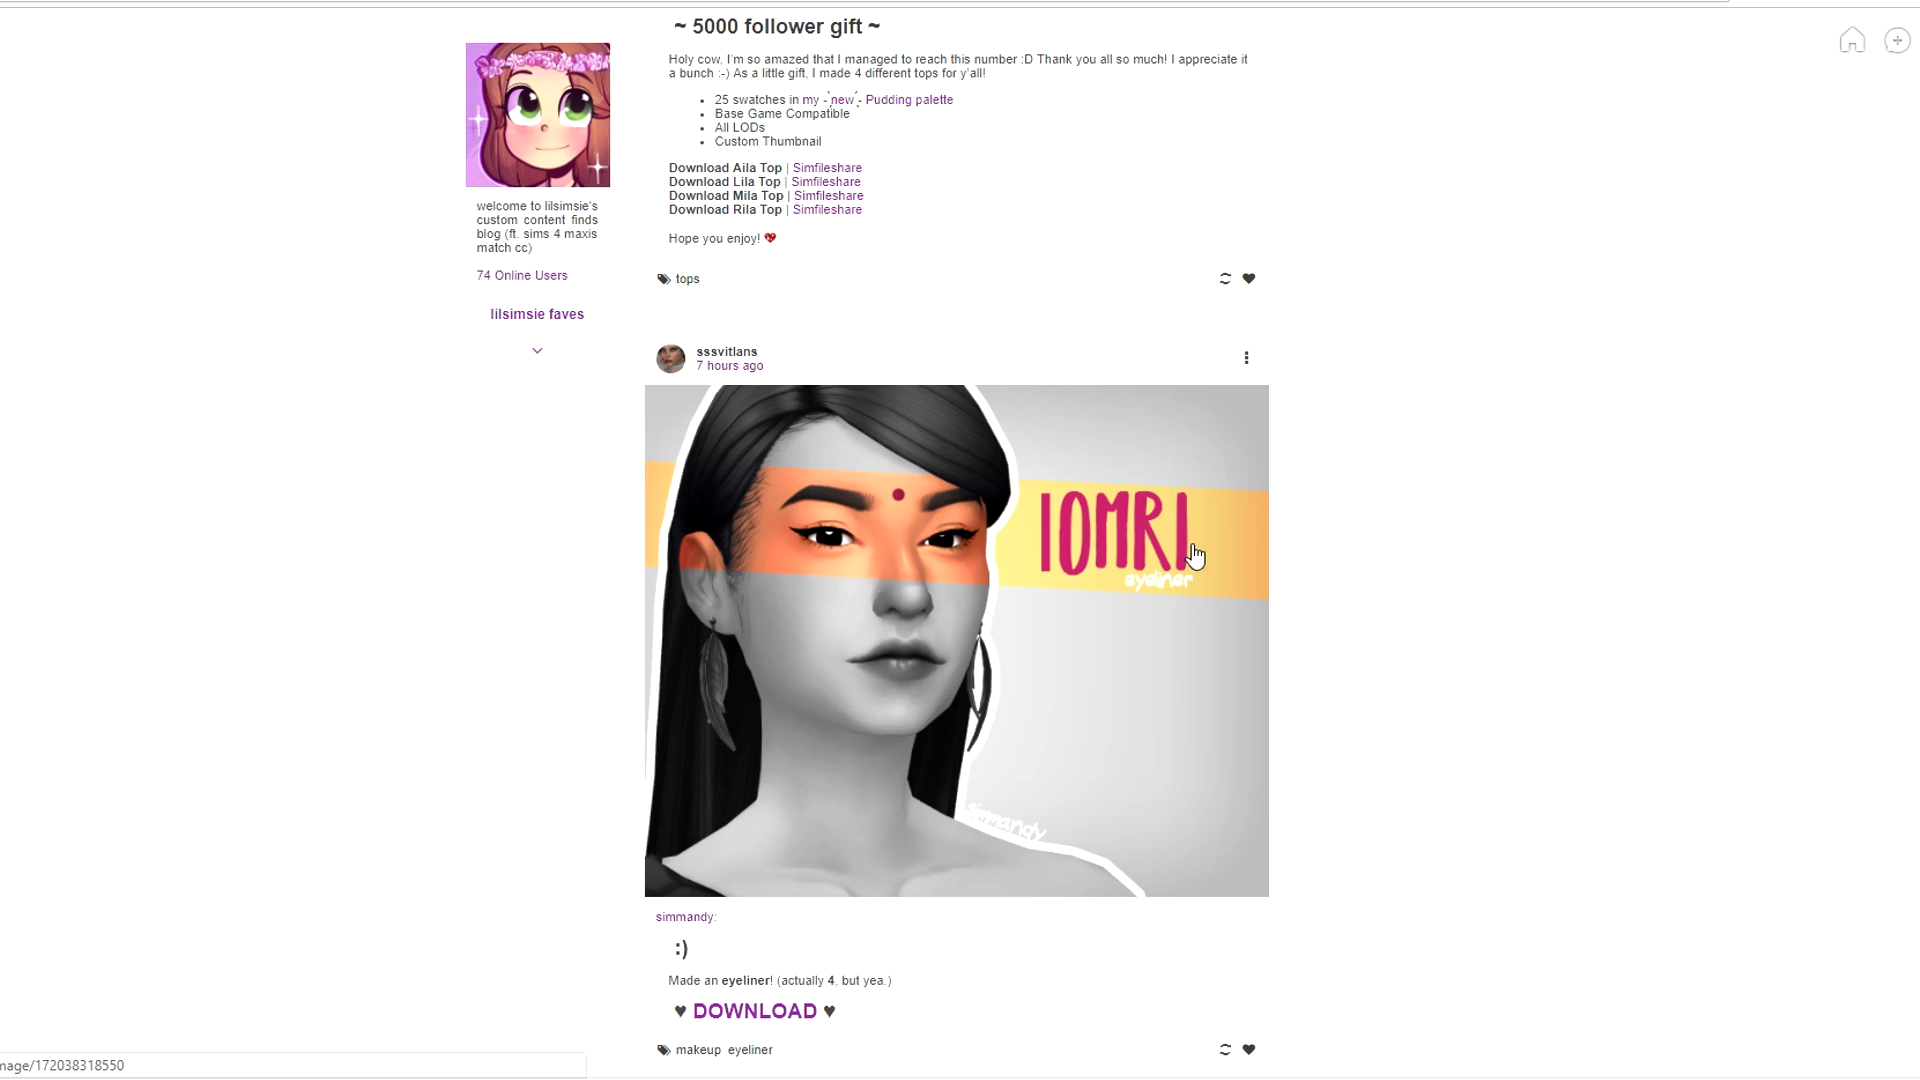 ~ 5000 follower gift ~
Holy cow, I'm so amazed that I managed to reach this number :D Thank you all so much! I appreciate it
a bunch :-) As a little gift, I made 4 different tops for y'all!
25 swatches in my - ̗̀ new ̖́- Pudding palette
Base Game Compatible
All LODs
Custom Thumbnail
Download Aila Top | Simfileshare
Download Lila Top | Simfileshare
Download Mila Top | Simfileshare
Download Rila Top | Simfileshare
Hope you enjoy! 💖
tops
welcome to lilsimsie's
custom content finds
blog (ft. sims 4 maxis
match cc)
74 Online Users
lilsimsie faves
sssvitlans
7 hours ago
IOMRI
eyeliner
Simmandy
simmandy:
:)
Made an eyeliner! (actually 4, but yea.)
♥ DOWNLOAD ♥
makeup eyeliner
mage/172038318550